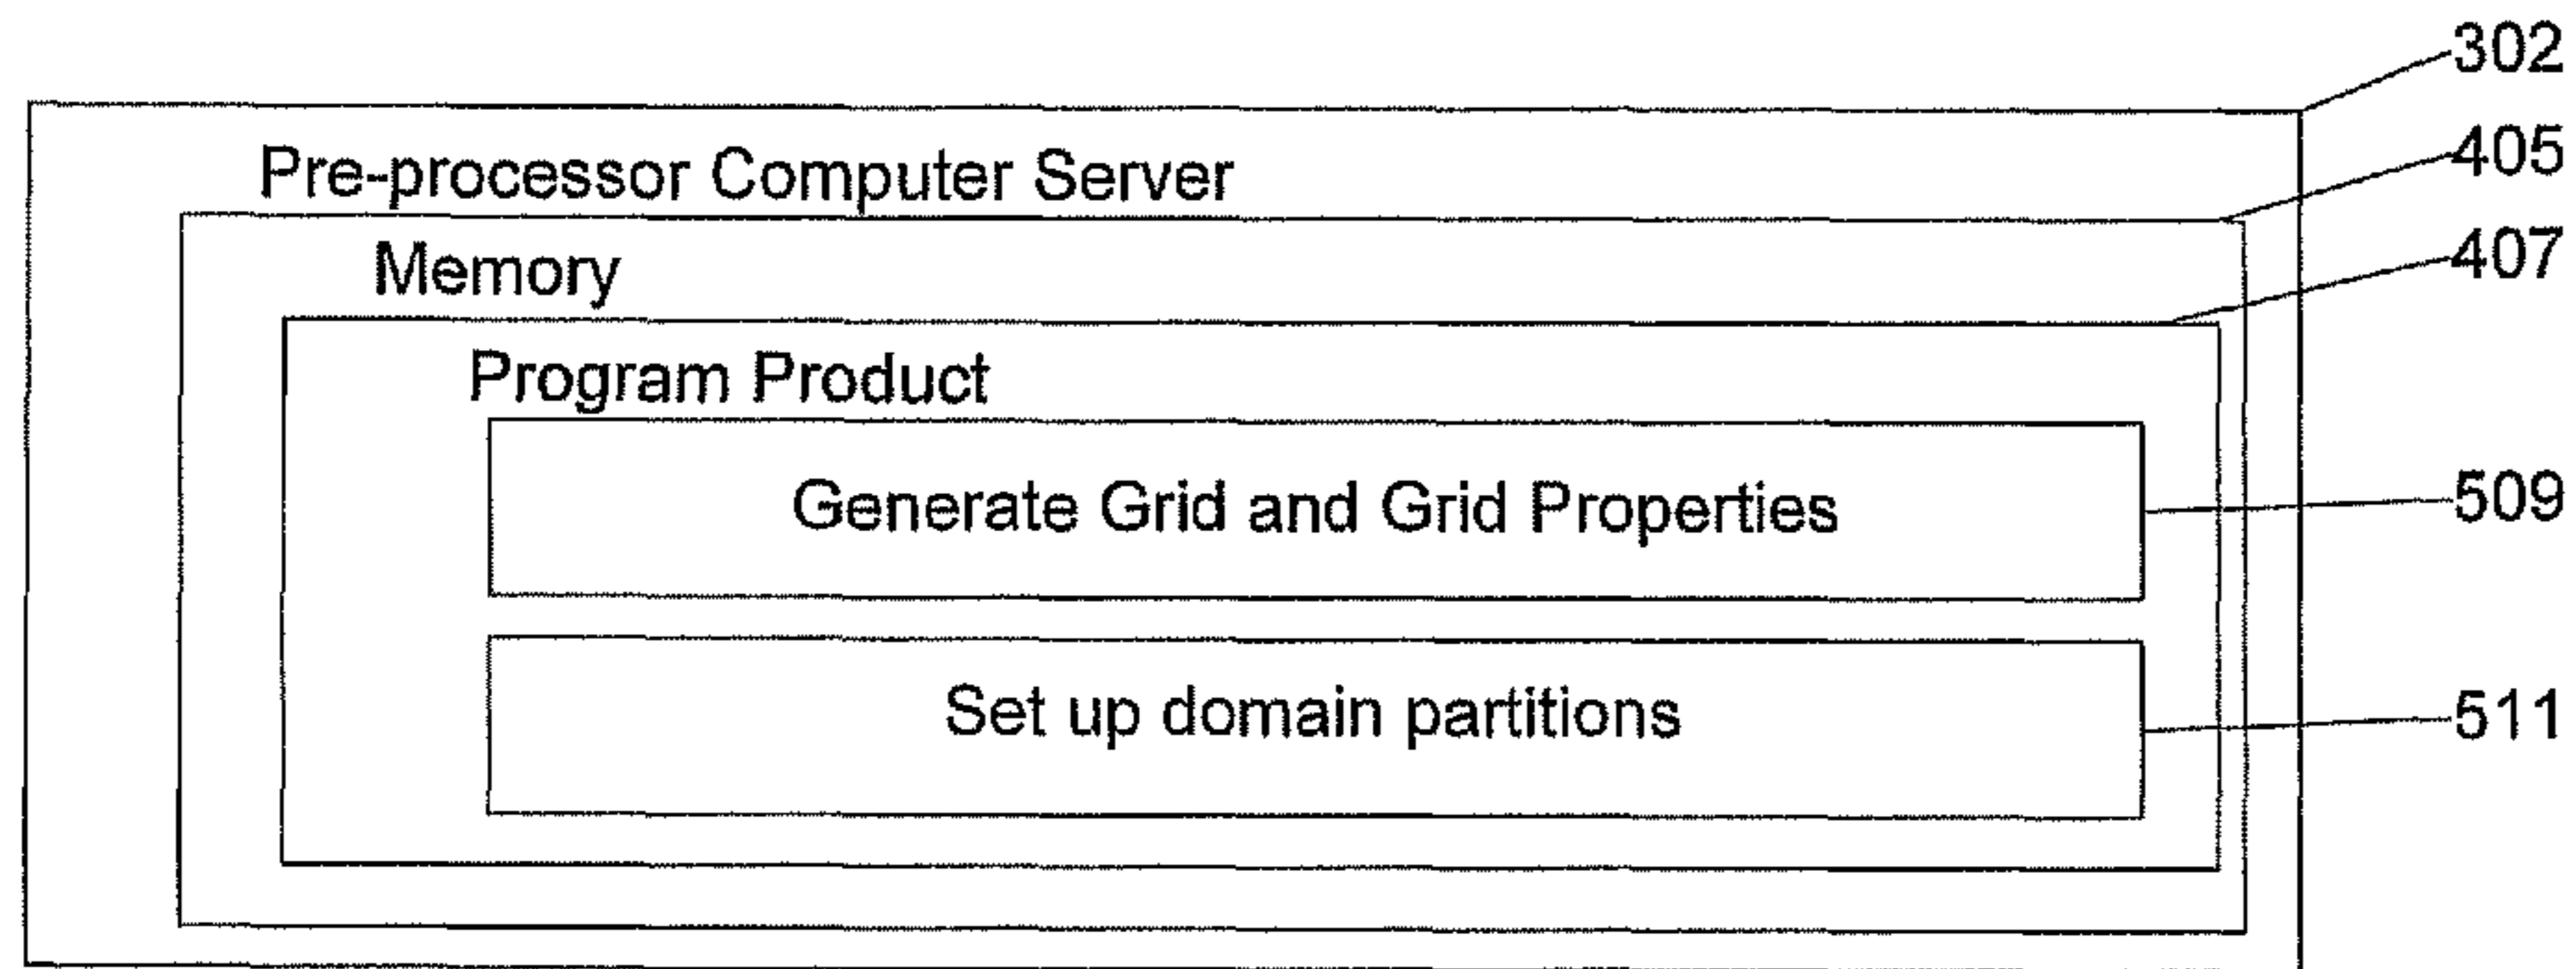 302
Pre-processor Computer Server
405
Memory
407
Program Product
Generate Grid and Grid Properties
509
Set up domain partitions
511